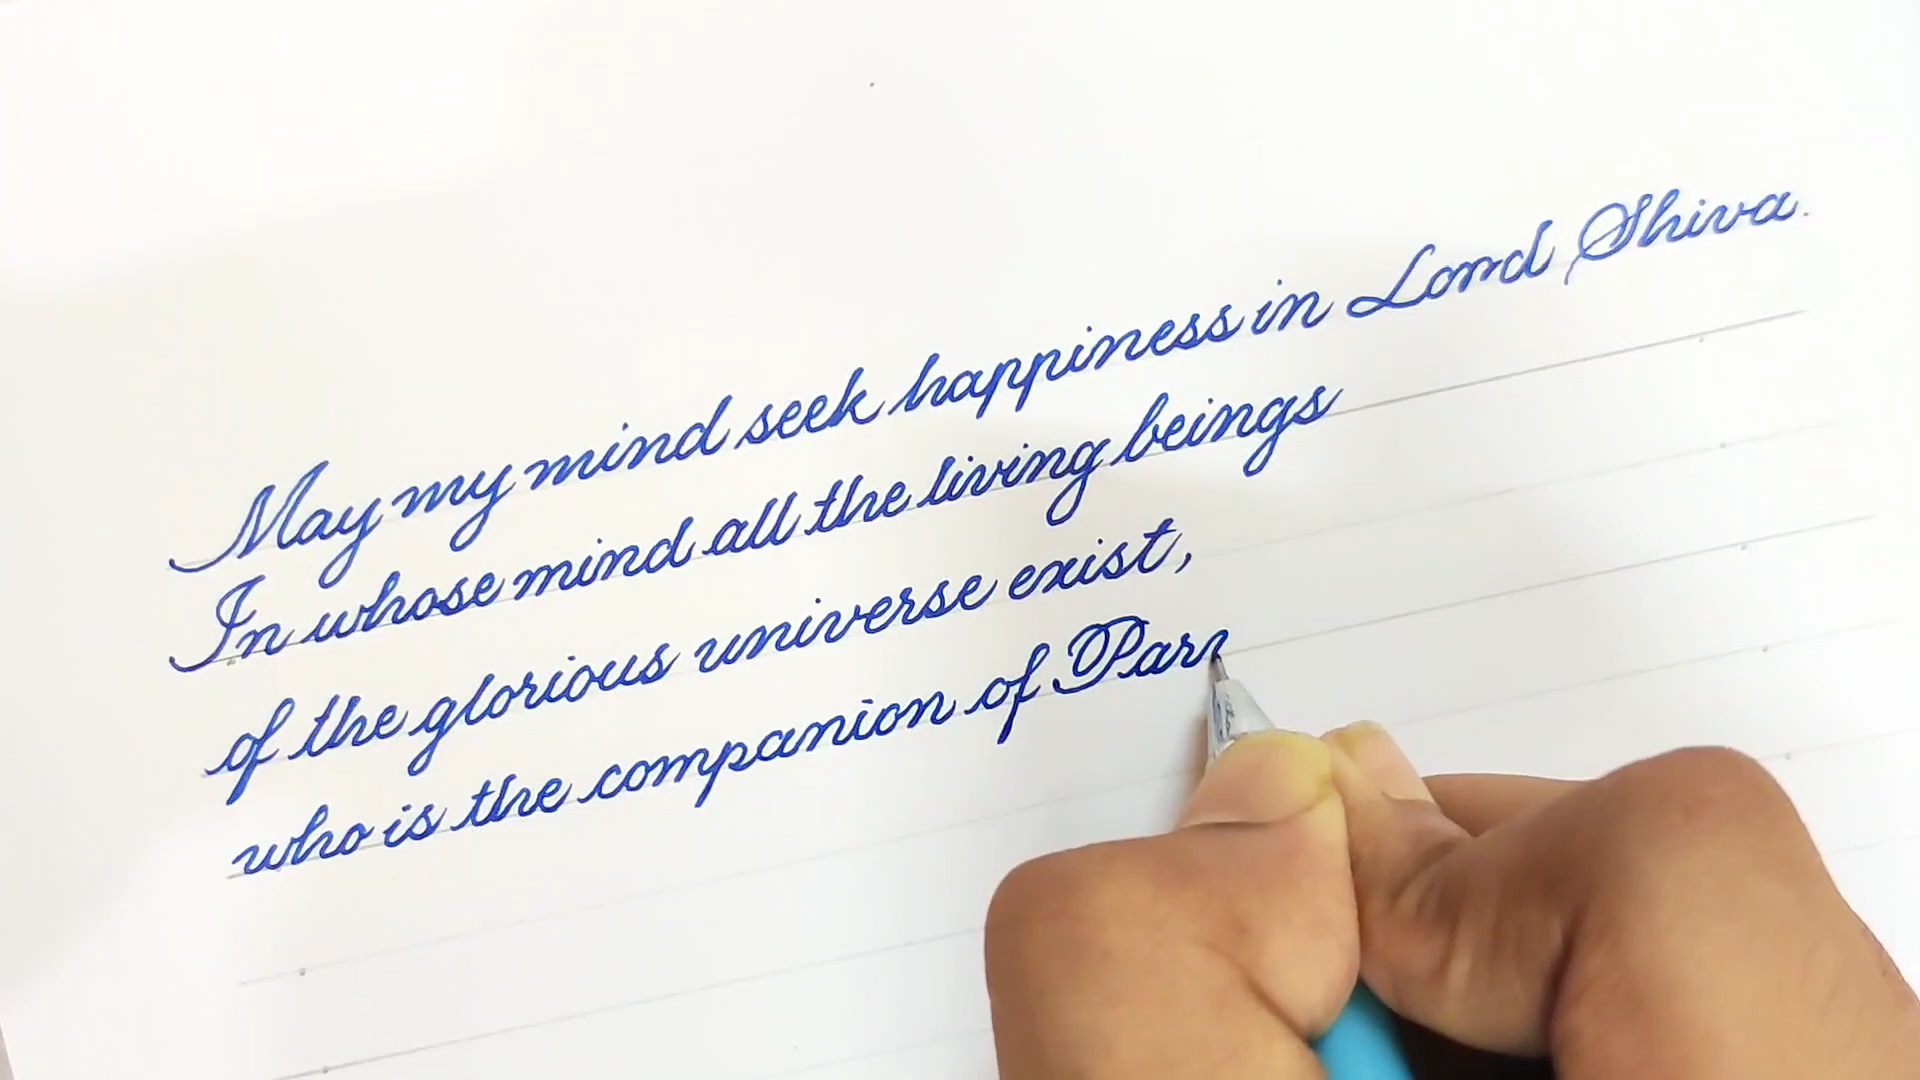 May my mind seek happiness in Lord Shiva.
In whose mind all the living beings
of the glorious universe exist,
who is the companion of Par